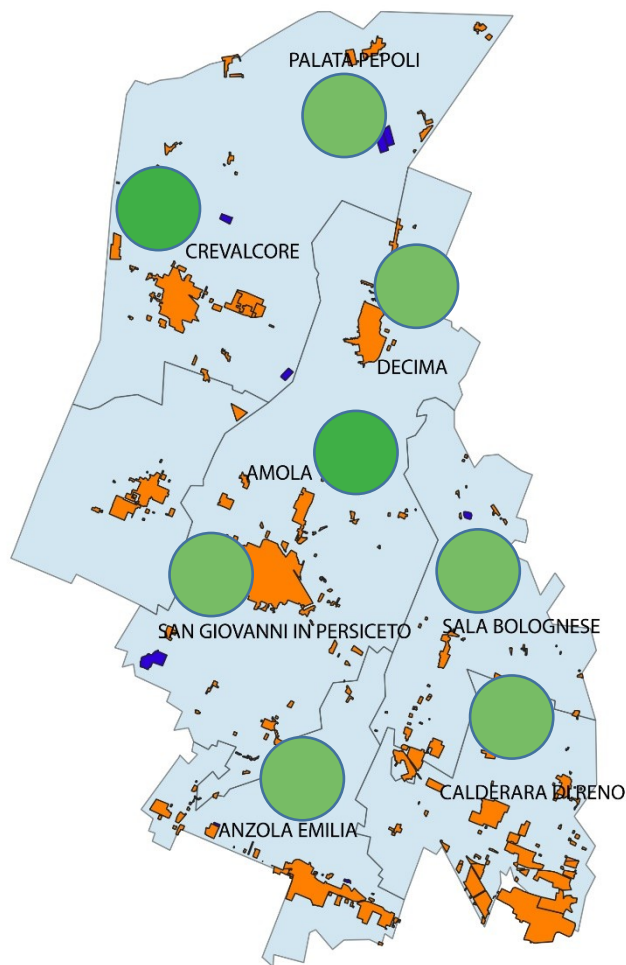 PALATA PEPOLI
CREVALCORE
DECIMA
AMOLA
SAN GIOVANNI IN PERSICETO
SALA BOLOGNESE
CALDERARA DI RENO
ANZOLA EMILIA